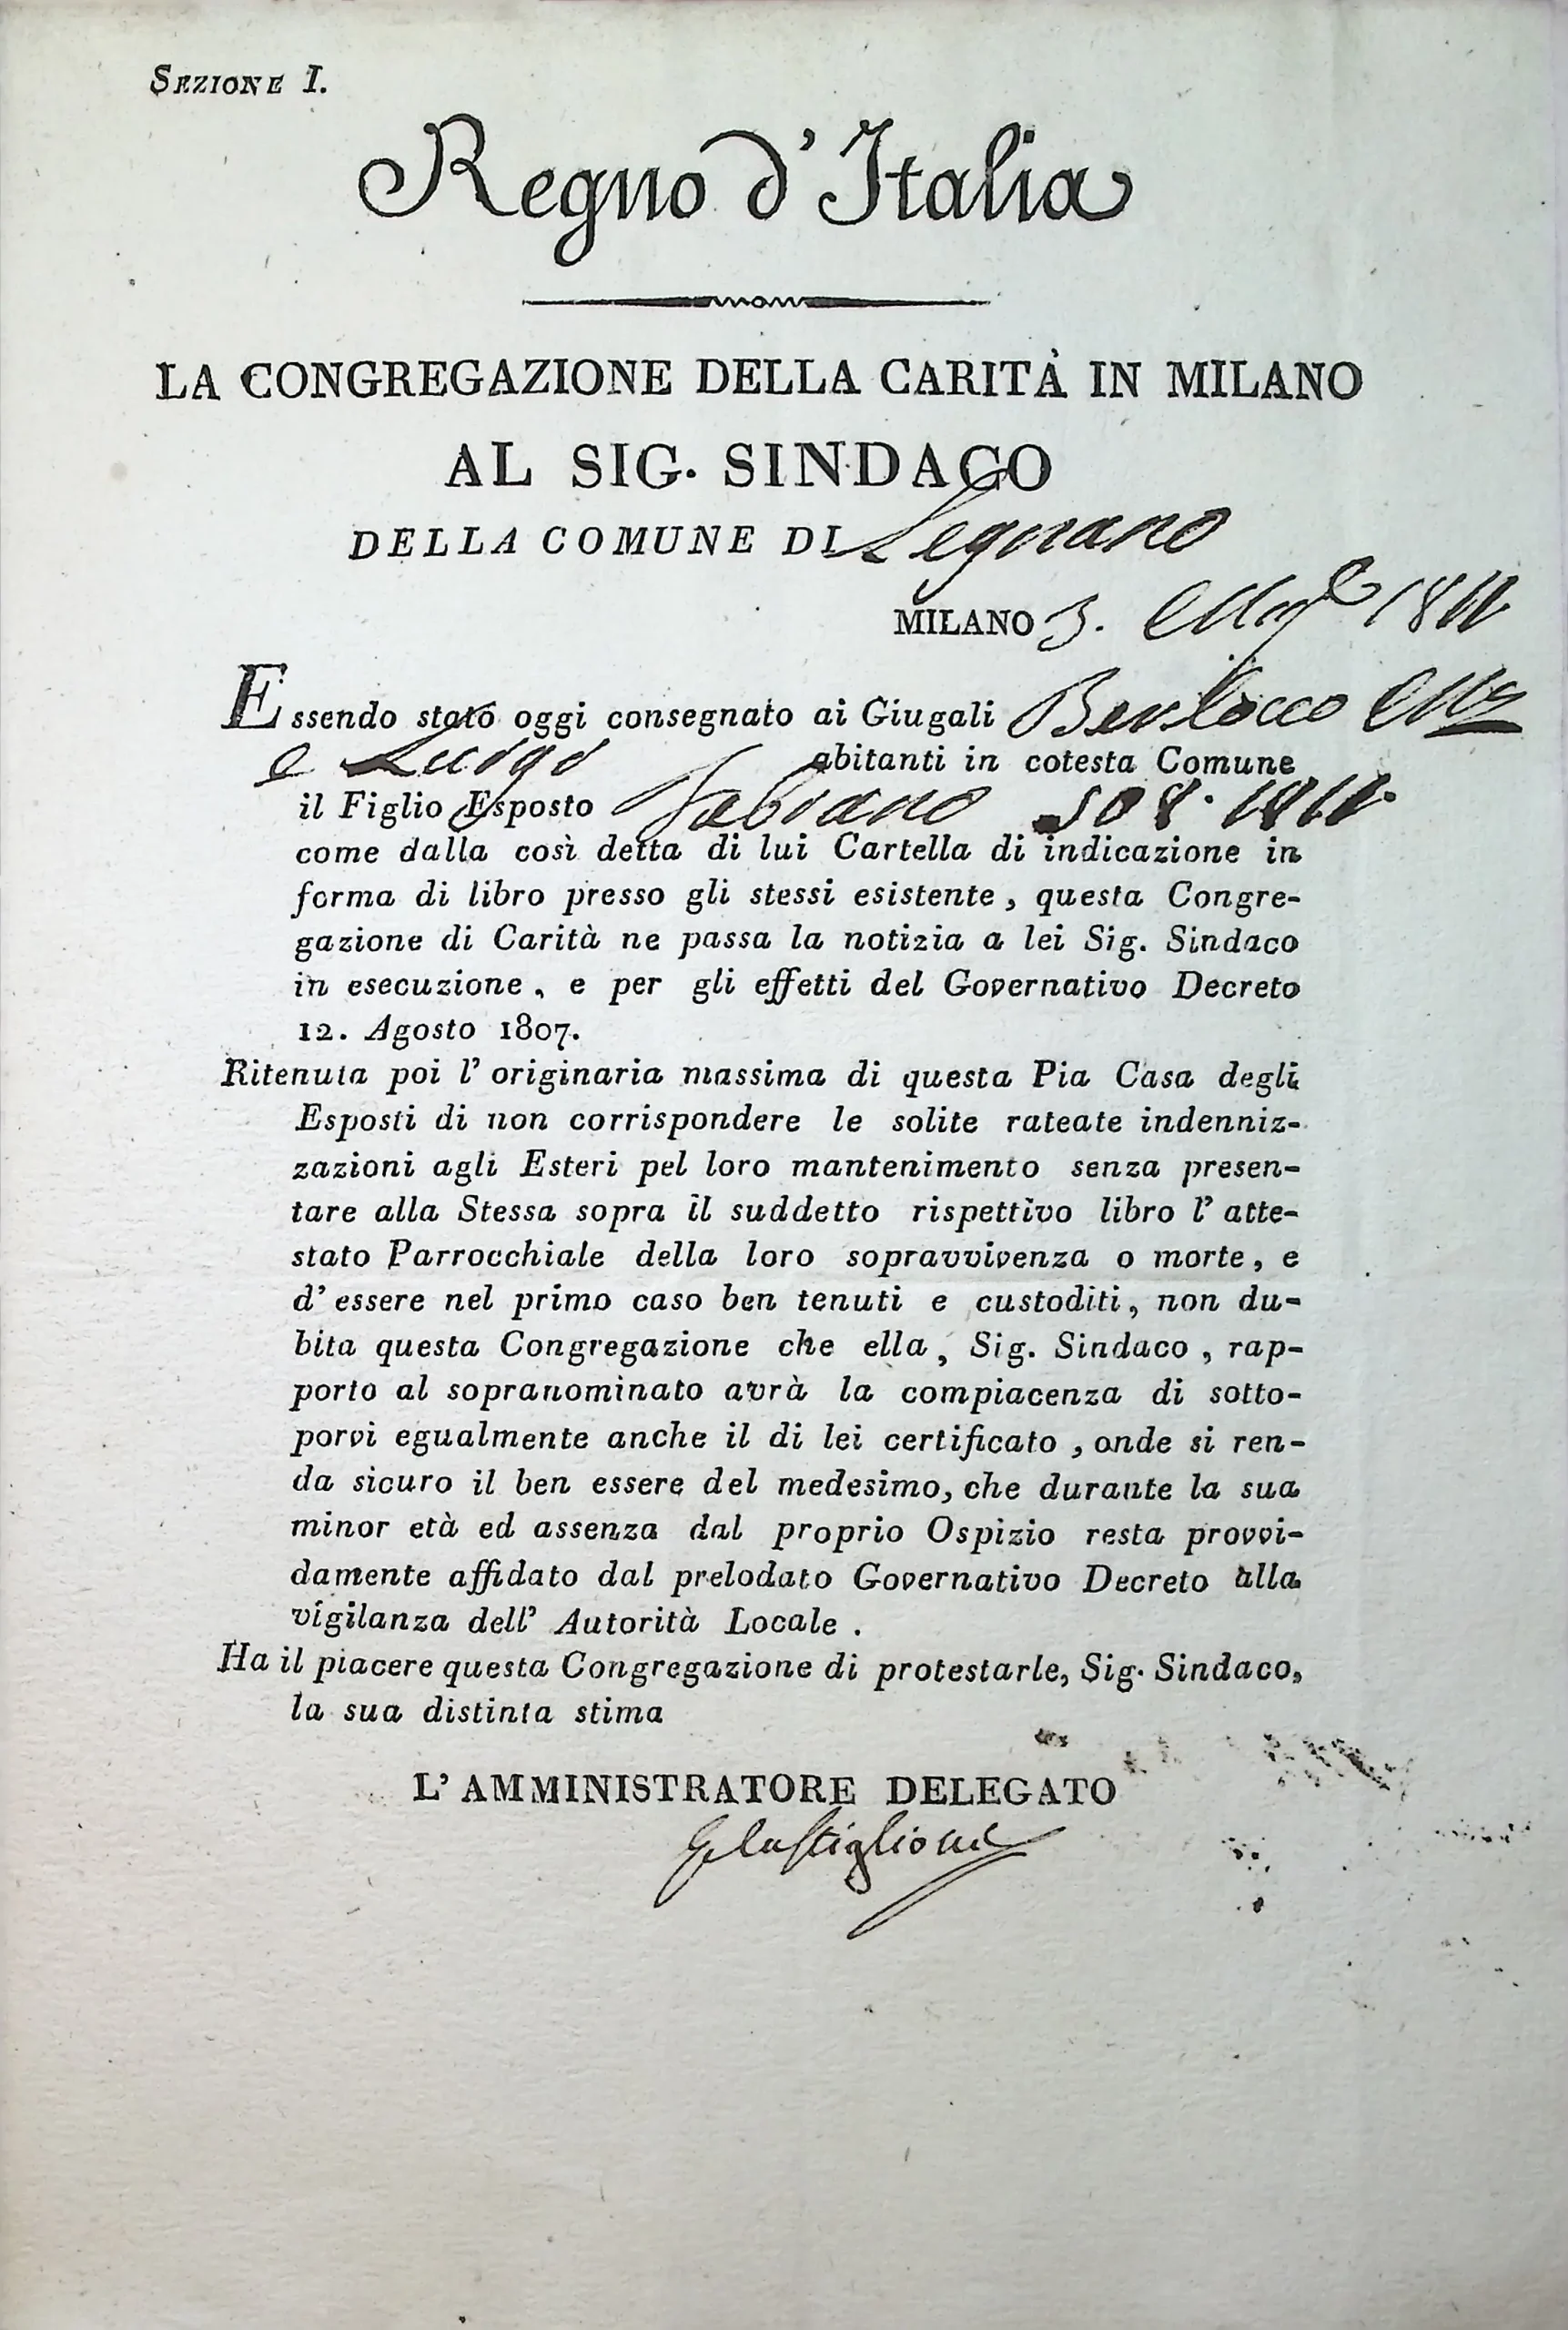 SEZIONE I.
Regno d'Italia
LA CONGREGAZIONE DELLA CARITÀ IN MILANO
AL SIG. SINDACO
DELLA COMUNE DI Legnano
MILANO 3. Mag.e 1811
Essendo stato oggi consegnato ai Giugali Berlocco
e Luigi abitanti in cotesta Comune
il Figlio Esposto Fabiano 508. 1811.
come dalla così detta di lui Cartella di indicazione in
forma di libro presso gli stessi esistente, questa Congre-
gazione di Carità ne passa la notizia a lei Sig. Sindaco
in esecuzione, e per gli effetti del Governativo Decreto
12. Agosto 1807.
Ritenuta poi l'originaria massima di questa Pia Casa degli
Esposti di non corrispondere le solite rateate indenniz-
zazioni agli Esteri pel loro mantenimento senza presen-
tare alla Stessa sopra il suddetto rispettivo libro l'atte-
stato Parrocchiale della loro sopravvivenza o morte, e
d'essere nel primo caso ben tenuti e custoditi, non du-
bita questa Congregazione che ella, Sig. Sindaco, rap-
porto al sopranominato avrà la compiacenza di sotto-
porvi egualmente anche il di lei certificato, onde si ren-
da sicuro il ben essere del medesimo, che durante la sua
minor età ed assenza dal proprio Ospizio resta provvi-
damente affidato dal prelodato Governativo Decreto alla
vigilanza dell'Autorità Locale.
Ha il piacere questa Congregazione di protestarle, Sig. Sindaco,
la sua distinta stima
L'AMMINISTRATORE DELEGATO
Castiglioni